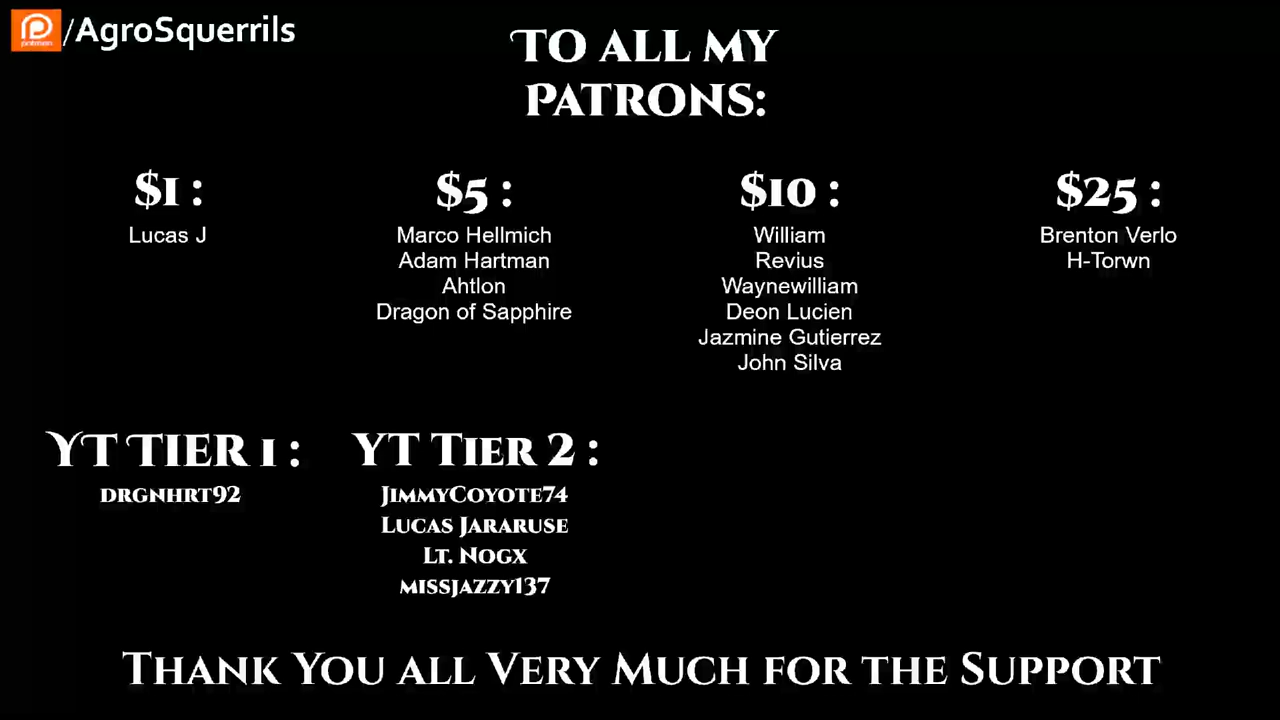 patreon
/AgroSquerrils
To all my
Patrons:
$1 :
Lucas J
$5 :
Marco Hellmich
Adam Hartman
Ahtlon
Dragon of Sapphire
$10 :
William
Revius
Waynewilliam
Deon Lucien
Jazmine Gutierrez
John Silva
$25 :
Brenton Verlo
H-Torwn
YT Tier 1 :
drgnhrt92
YT Tier 2 :
JimmyCoyote74
Lucas Jararuse
Lt. Nogx
missjazzy137
Thank You all Very Much for the Support